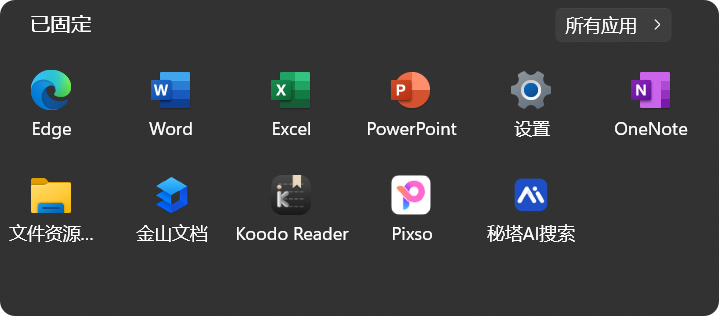 已固定
所有应用
Edge
Word
Excel
PowerPoint
设置
OneNote
文件资源...
金山文档
Koodo Reader
Pixso
秘塔AI搜索